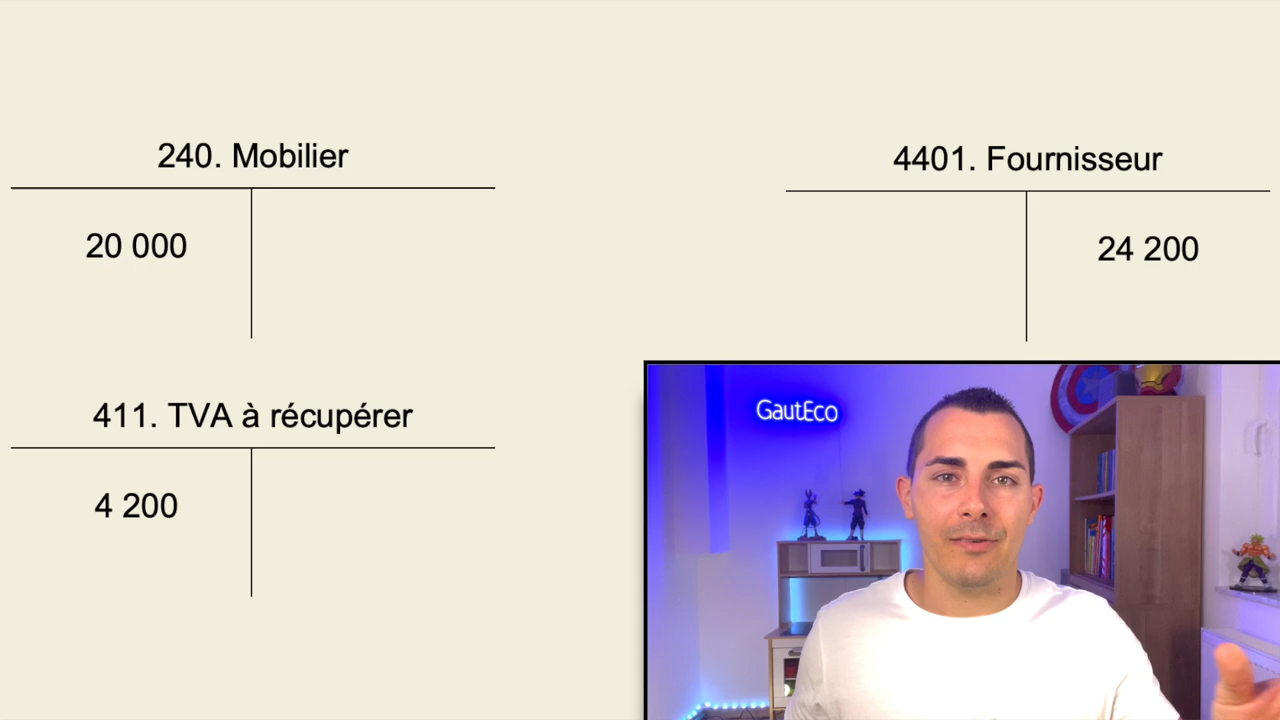 240. Mobilier
20 000
411. TVA à récupérer
4 200
4401. Fournisseur
24 200
GautEco